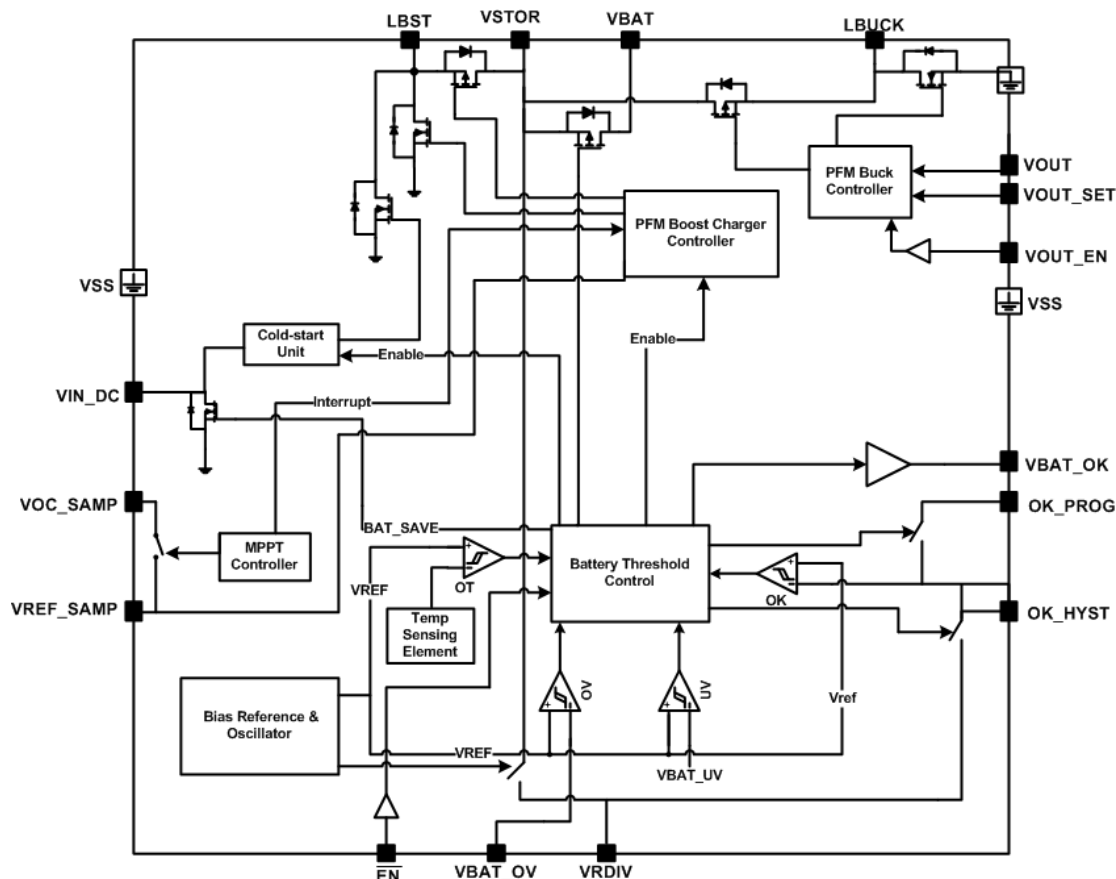 LBST
VSTOR
VBAT
LBUCK
PFM Buck
Controller
VOUT
VOUT_SET
VOUT_EN
PFM Boost Charger
Controller
VSS
VSS
Cold-start
Unit
Enable
Enable
VIN_DC
Interrupt
VBAT_OK
VOC_SAMP
OK_PROG
BAT_SAVE
MPPT
Controller
+
OT
Battery Threshold
Control
+
OK
VREF
VREF_SAMP
Temp
Sensing
Element
OK_HYST
Bias Reference &
Oscillator
+
OV
+
UV
Vref
VREF
VBAT_UV
EN
VBAT_OV
VRDIV